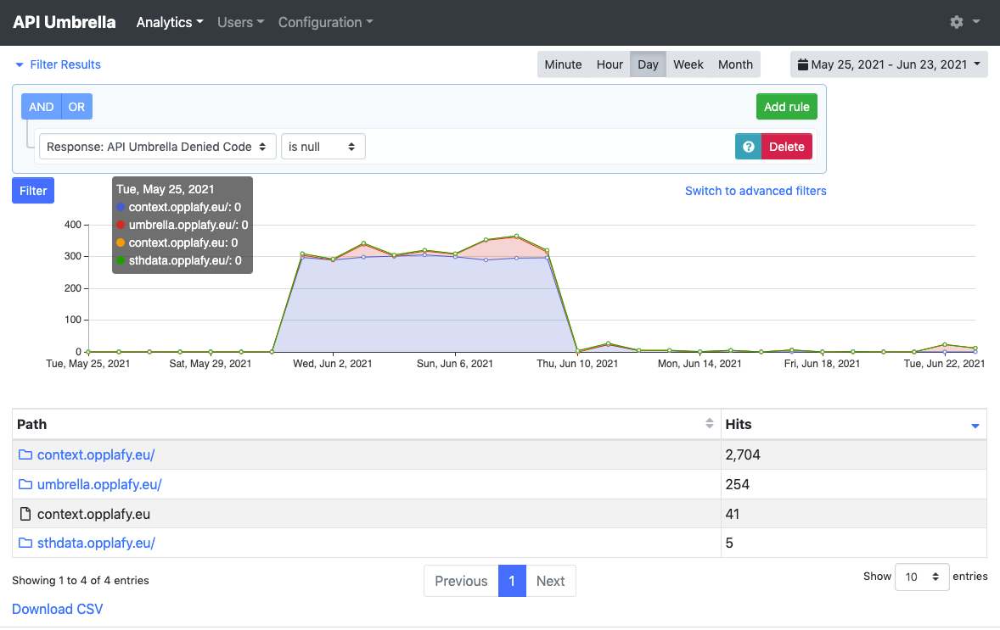 API Umbrella Analytics Users Configuration
Filter Results Minute Hour Day Week Month May 25, 2021 - Jun 23, 2021
AND OR Add rule
Response: API Umbrella Denied Code is null ? Delete
Filter Switch to advanced filters
Tue, May 25, 2021
context.opplafy.eu/: 0
umbrella.opplafy.eu/: 0
context.opplafy.eu: 0
sthdata.opplafy.eu/: 0
400
300
200
100
0
Tue, May 25, 2021 Sat, May 29, 2021 Wed, Jun 2, 2021 Sun, Jun 6, 2021 Thu, Jun 10, 2021 Mon, Jun 14, 2021 Fri, Jun 18, 2021 Tue, Jun 22, 2021
Path Hits
context.opplafy.eu/ 2,704
umbrella.opplafy.eu/ 254
context.opplafy.eu 41
sthdata.opplafy.eu/ 5
Showing 1 to 4 of 4 entries Previous 1 Next Show 10 entries
Download CSV